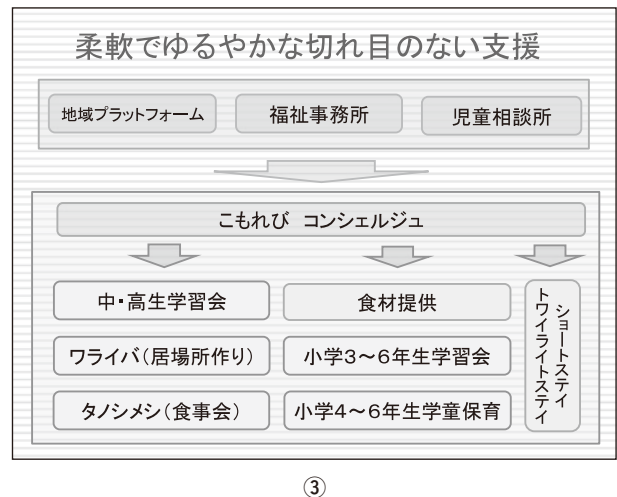 柔軟でゆるやかな切れ目のない支援
地域プラットフォーム
福祉事務所
児童相談所
こもれび コンシェルジュ
中・高生学習会
食材提供
ショートステイ
トワイライトステイ
ワライバ(居場所作り)
小学3~6年生学習会
タノシメシ(食事会)
小学4~6年生学童保育
③